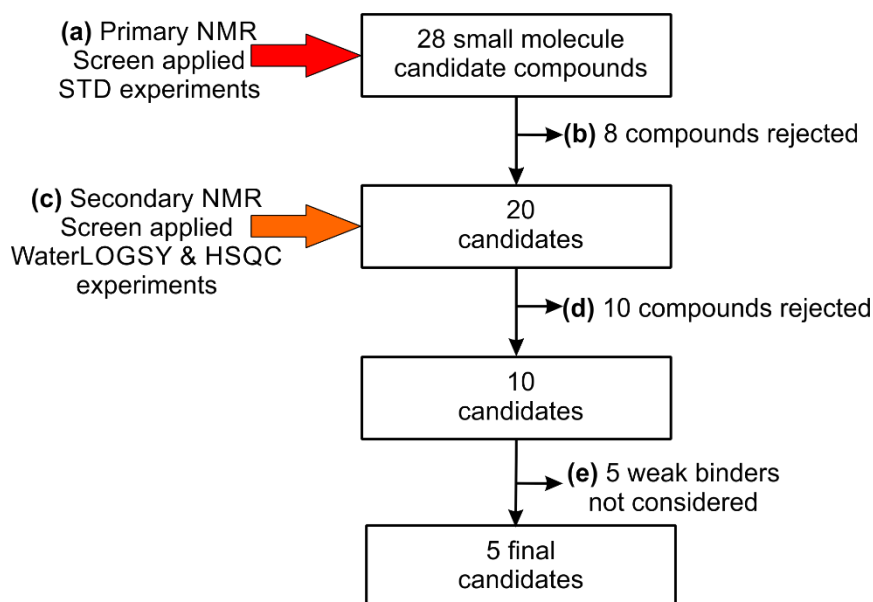 (a) Primary NMR
Screen applied
STD experiments
28 small molecule
candidate compounds
(b) 8 compounds rejected
(c) Secondary NMR
Screen applied
WaterLOGSY & HSQC
experiments
20
candidates
(d) 10 compounds rejected
10
candidates
(e) 5 weak binders
not considered
5 final
candidates